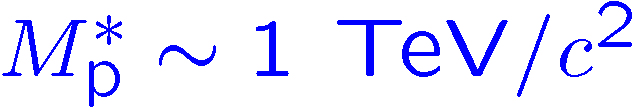 M_p^* ∼ 1 TeV/c^2